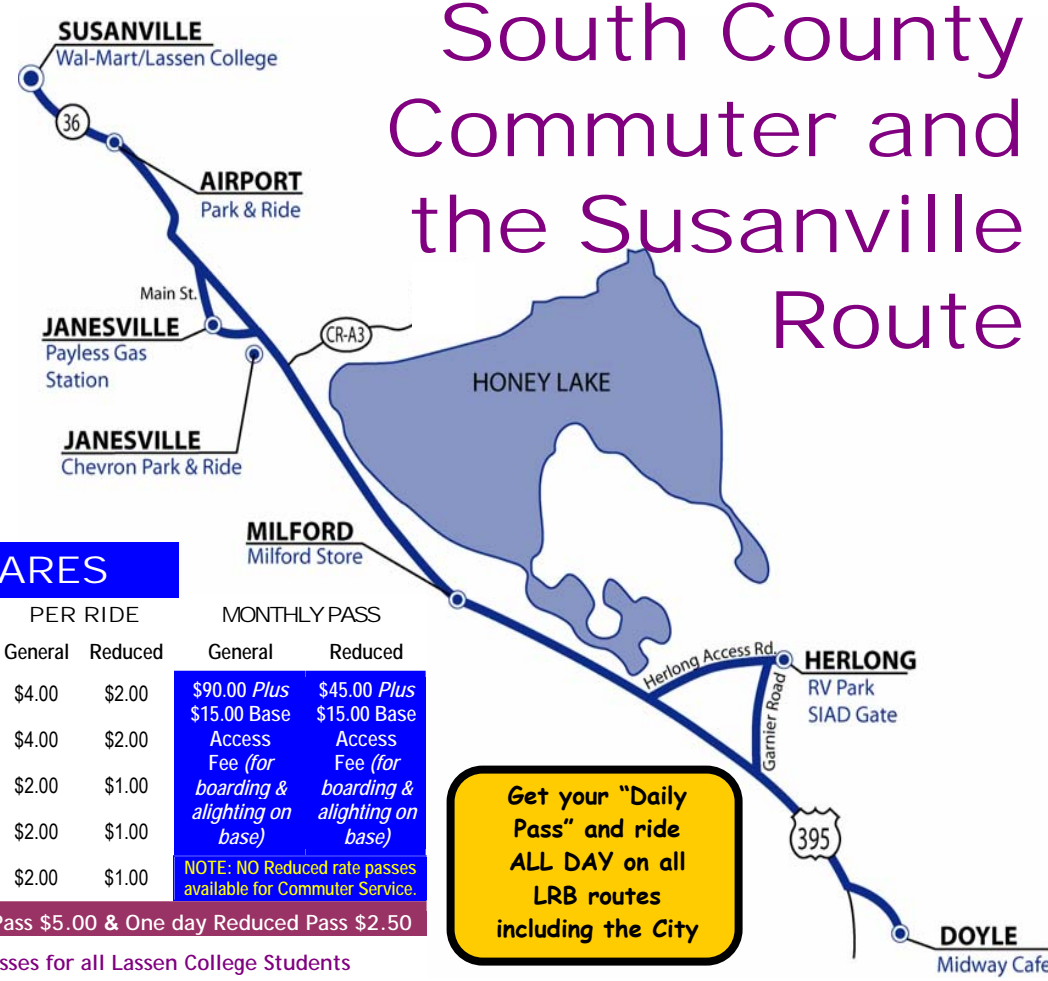 South County
Commuter and
the Susanville
Route
SUSANVILLE
Wal-Mart/Lassen College
36
AIRPORT
Park & Ride
Main St.
JANESVILLE
Payless Gas
Station
CR-A3
JANESVILLE
Chevron Park & Ride
HONEY LAKE
MILFORD
Milford Store
Herlong Access Rd.
HERLONG
RV Park
SIAD Gate
Garnier Road
395
DOYLE
Midway Cafe
ARES
PER RIDE MONTHLY PASS
General Reduced General Reduced
$4.00 $2.00
$4.00 $2.00
$2.00 $1.00
$2.00 $1.00
$2.00 $1.00
$90.00 Plus
$15.00 Base
Access
Fee (for
boarding &
alighting on
base)
$45.00 Plus
$15.00 Base
Access
Fee (for
boarding &
alighting on
base)
NOTE: NO Reduced rate passes
available for Commuter Service.
Pass $5.00 & One day Reduced Pass $2.50
sses for all Lassen College Students
Get your “Daily
Pass” and ride
ALL DAY on all
LRB routes
including the City